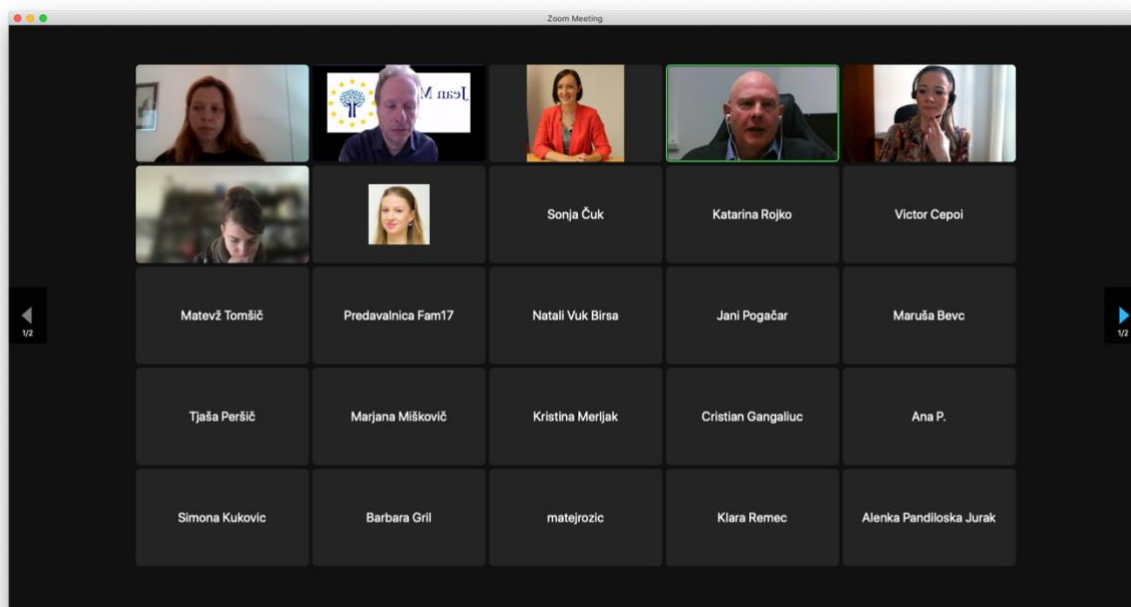 Zoom Meeting
Jean M
Sonja Čuk
Katarina Rojko
Victor Cepoi
Matevž Tomšič
Predavalnica Fam17
Natali Vuk Birsa
Jani Pogačar
Maruša Bevc
1/2
1/2
Tjaša Peršič
Marjana Miškovič
Kristina Merljak
Cristian Gangaliuc
Ana P.
Simona Kukovic
Barbara Gril
matejrozic
Klara Remec
Alenka Pandiloska Jurak